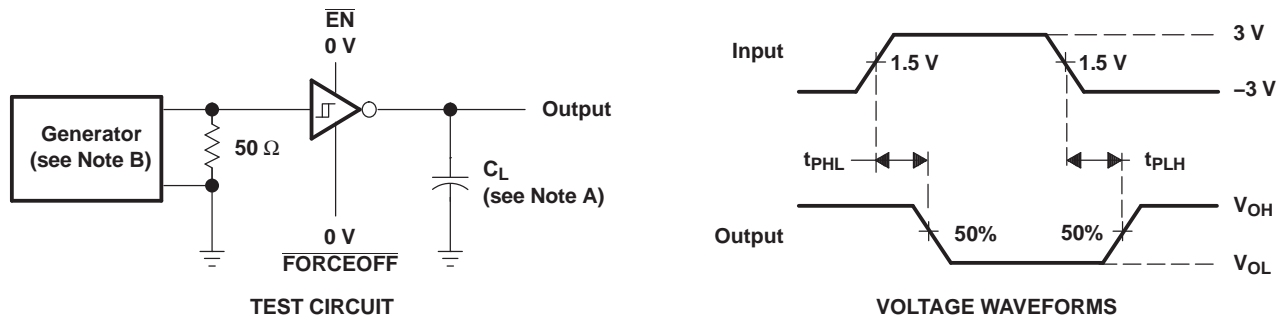 EN
0 V
Generator
(see Note B)
50 Ω
Output
CL
(see Note A)
0 V
FORCEOFF
TEST CIRCUIT
Input
1.5 V
1.5 V
3 V
–3 V
tPHL
tPLH
Output
50%
50%
VOH
VOL
VOLTAGE WAVEFORMS